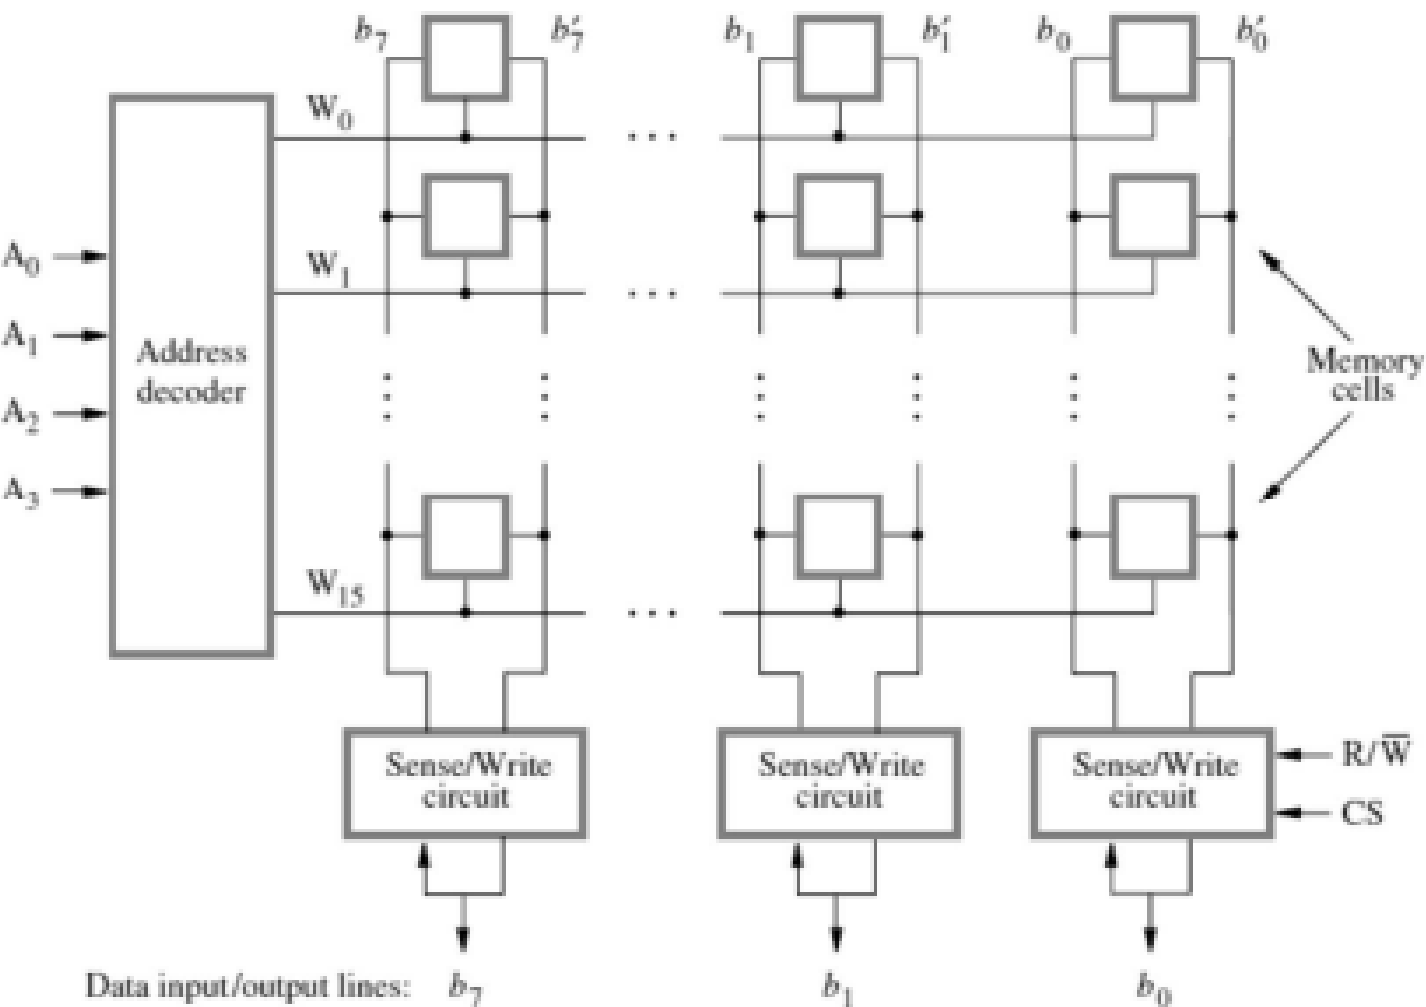 b₇ b′₇ b₁ b′₁ b₀ b′₀
W₀
A₀
W₁
A₁
Address
decoder
Memory
cells
A₂
A₃
W₁₅
Sense/Write
circuit
Sense/Write
circuit
Sense/Write
circuit
R/W̅
CS
Data input/output lines: b₇ b₁ b₀